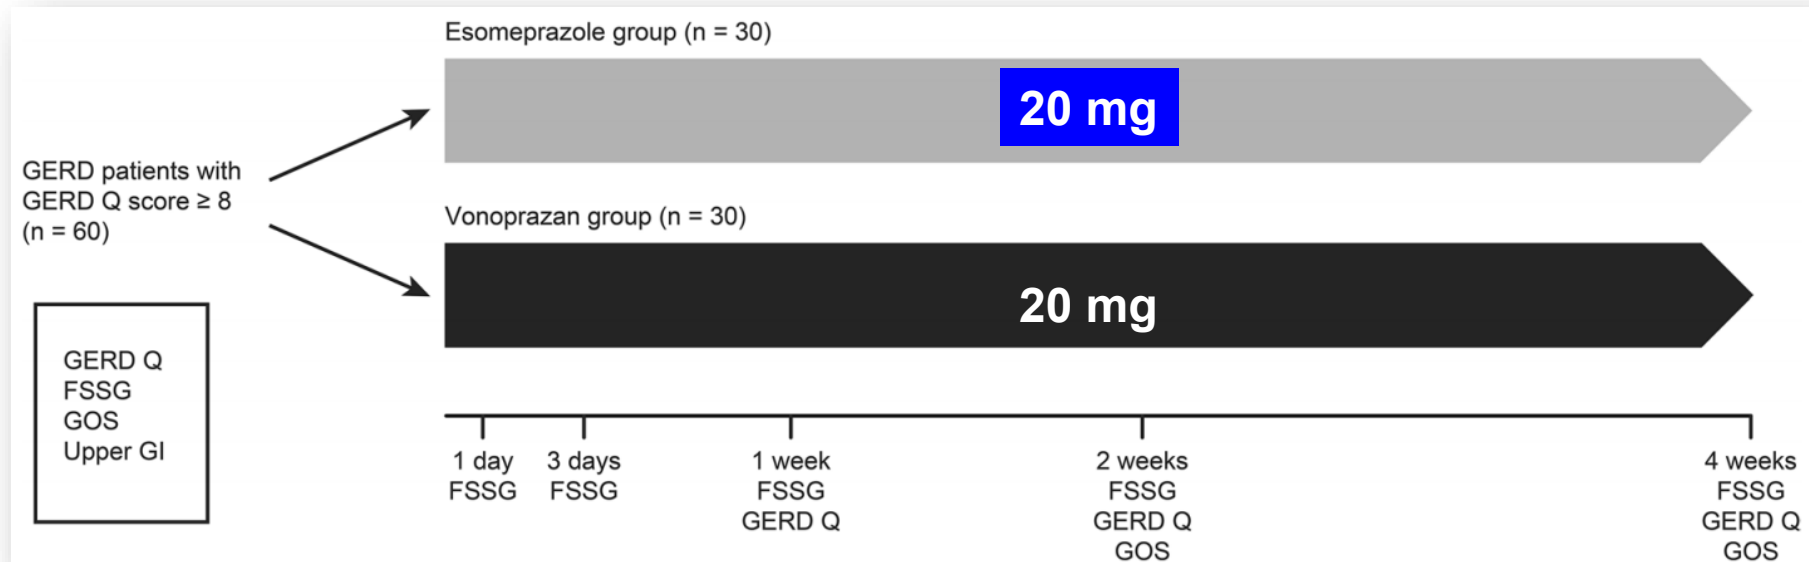 Esomeprazole group (n = 30)
20 mg
GERD patients with
GERD Q score ≥ 8
(n = 60)
Vonoprazan group (n = 30)
20 mg
GERD Q
FSSG
GOS
Upper GI
1 day
FSSG
3 days
FSSG
1 week
FSSG
GERD Q
2 weeks
FSSG
GERD Q
GOS
4 weeks
FSSG
GERD Q
GOS